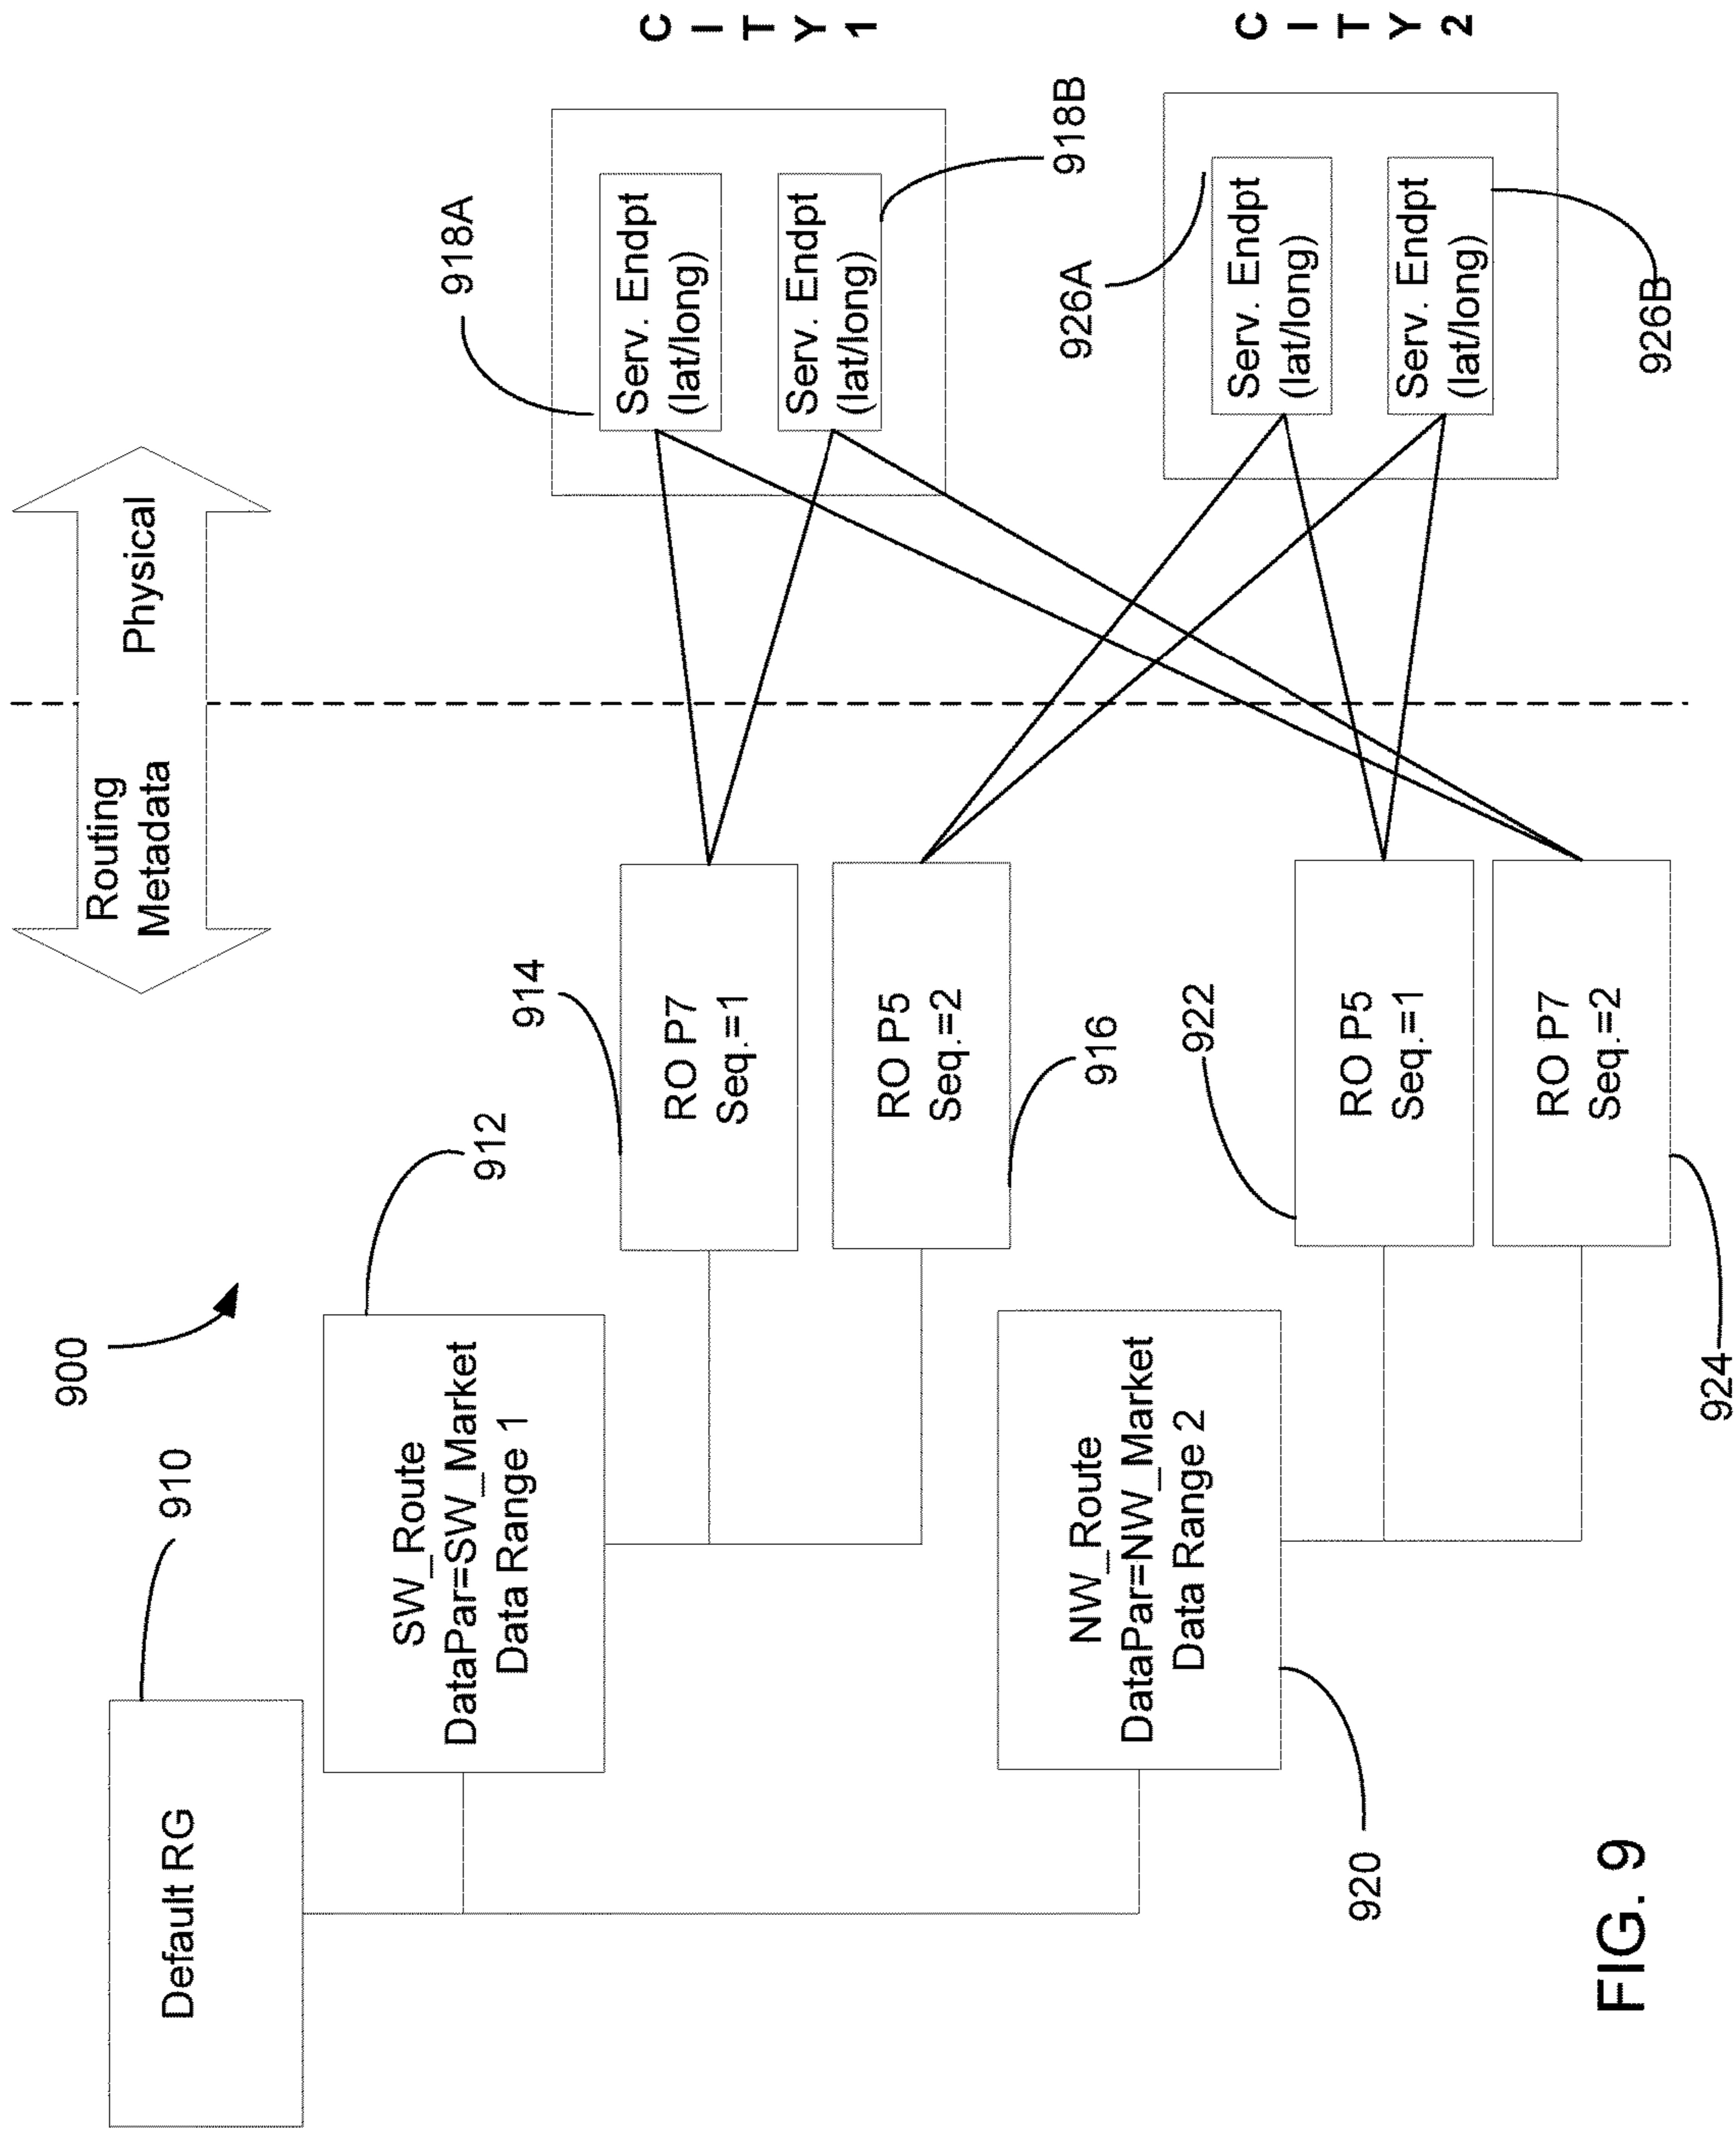 900
Routing
Metadata
Physical
910
Default RG
912
SW_Route
DataPar=SW_Market
Data Range 1
914
RO P7
Seq.=1
918A
Serv. Endpt
(lat/long)
Serv. Endpt
(lat/long)
918B
CITY 1
RO P5
Seq.=2
916
920
NW_Route
DataPar=NW_Market
Data Range 2
922
RO P5
Seq.=1
RO P7
Seq.=2
924
926A
Serv. Endpt
(lat/long)
Serv. Endpt
(lat/long)
926B
CITY 2
FIG. 9